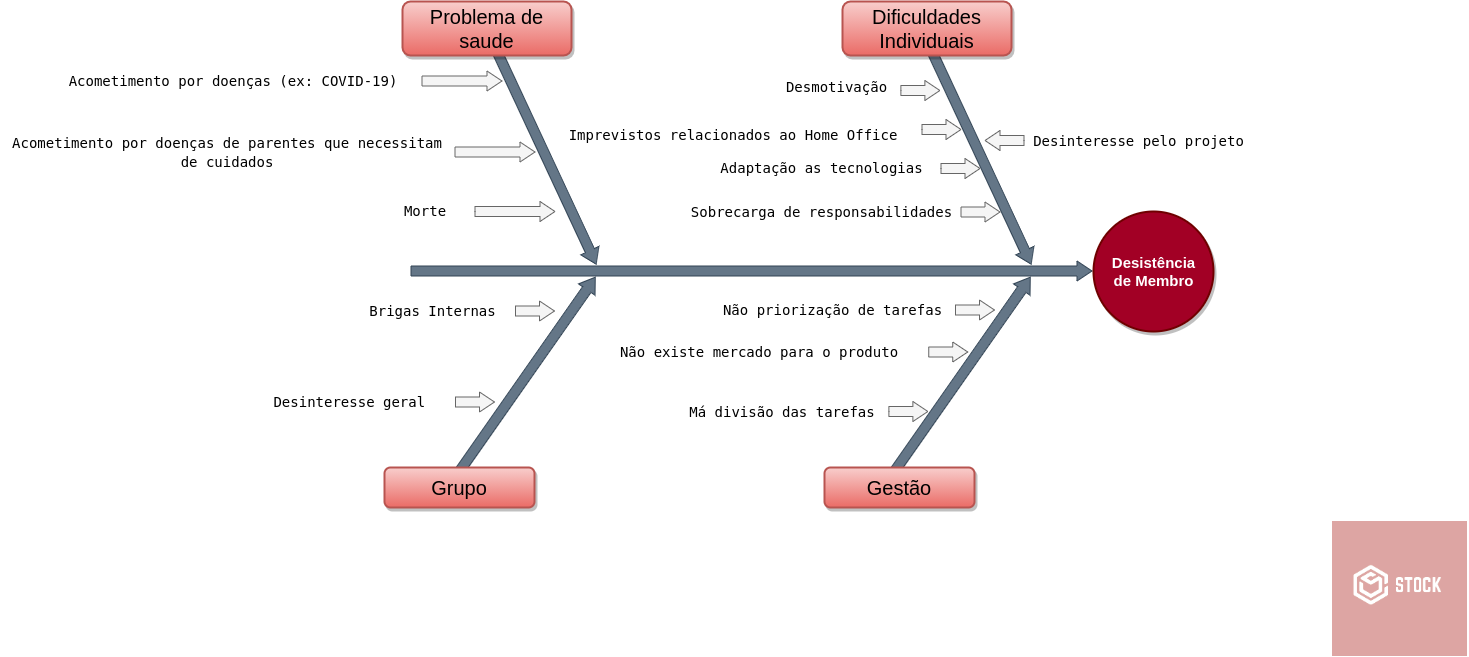 Problema de
saude
Dificuldades
Individuais
Acometimento por doenças (ex: COVID-19)
Acometimento por doenças de parentes que necessitam
de cuidados
Morte
Desmotivação
Imprevistos relacionados ao Home Office
Desinteresse pelo projeto
Adaptação as tecnologias
Sobrecarga de responsabilidades
Desistência
de Membro
Brigas Internas
Desinteresse geral
Não priorização de tarefas
Não existe mercado para o produto
Má divisão das tarefas
Grupo
Gestão
STOCK